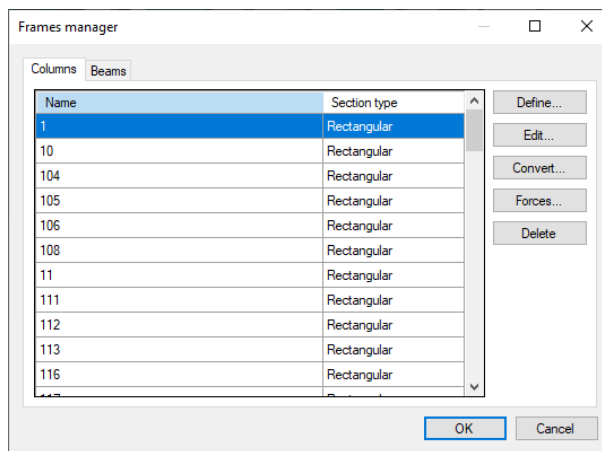 Frames manager
Columns Beams
Name Section type
1 Rectangular
10 Rectangular
104 Rectangular
105 Rectangular
106 Rectangular
108 Rectangular
11 Rectangular
111 Rectangular
112 Rectangular
113 Rectangular
116 Rectangular
Define...
Edit...
Convert...
Forces...
Delete
OK Cancel